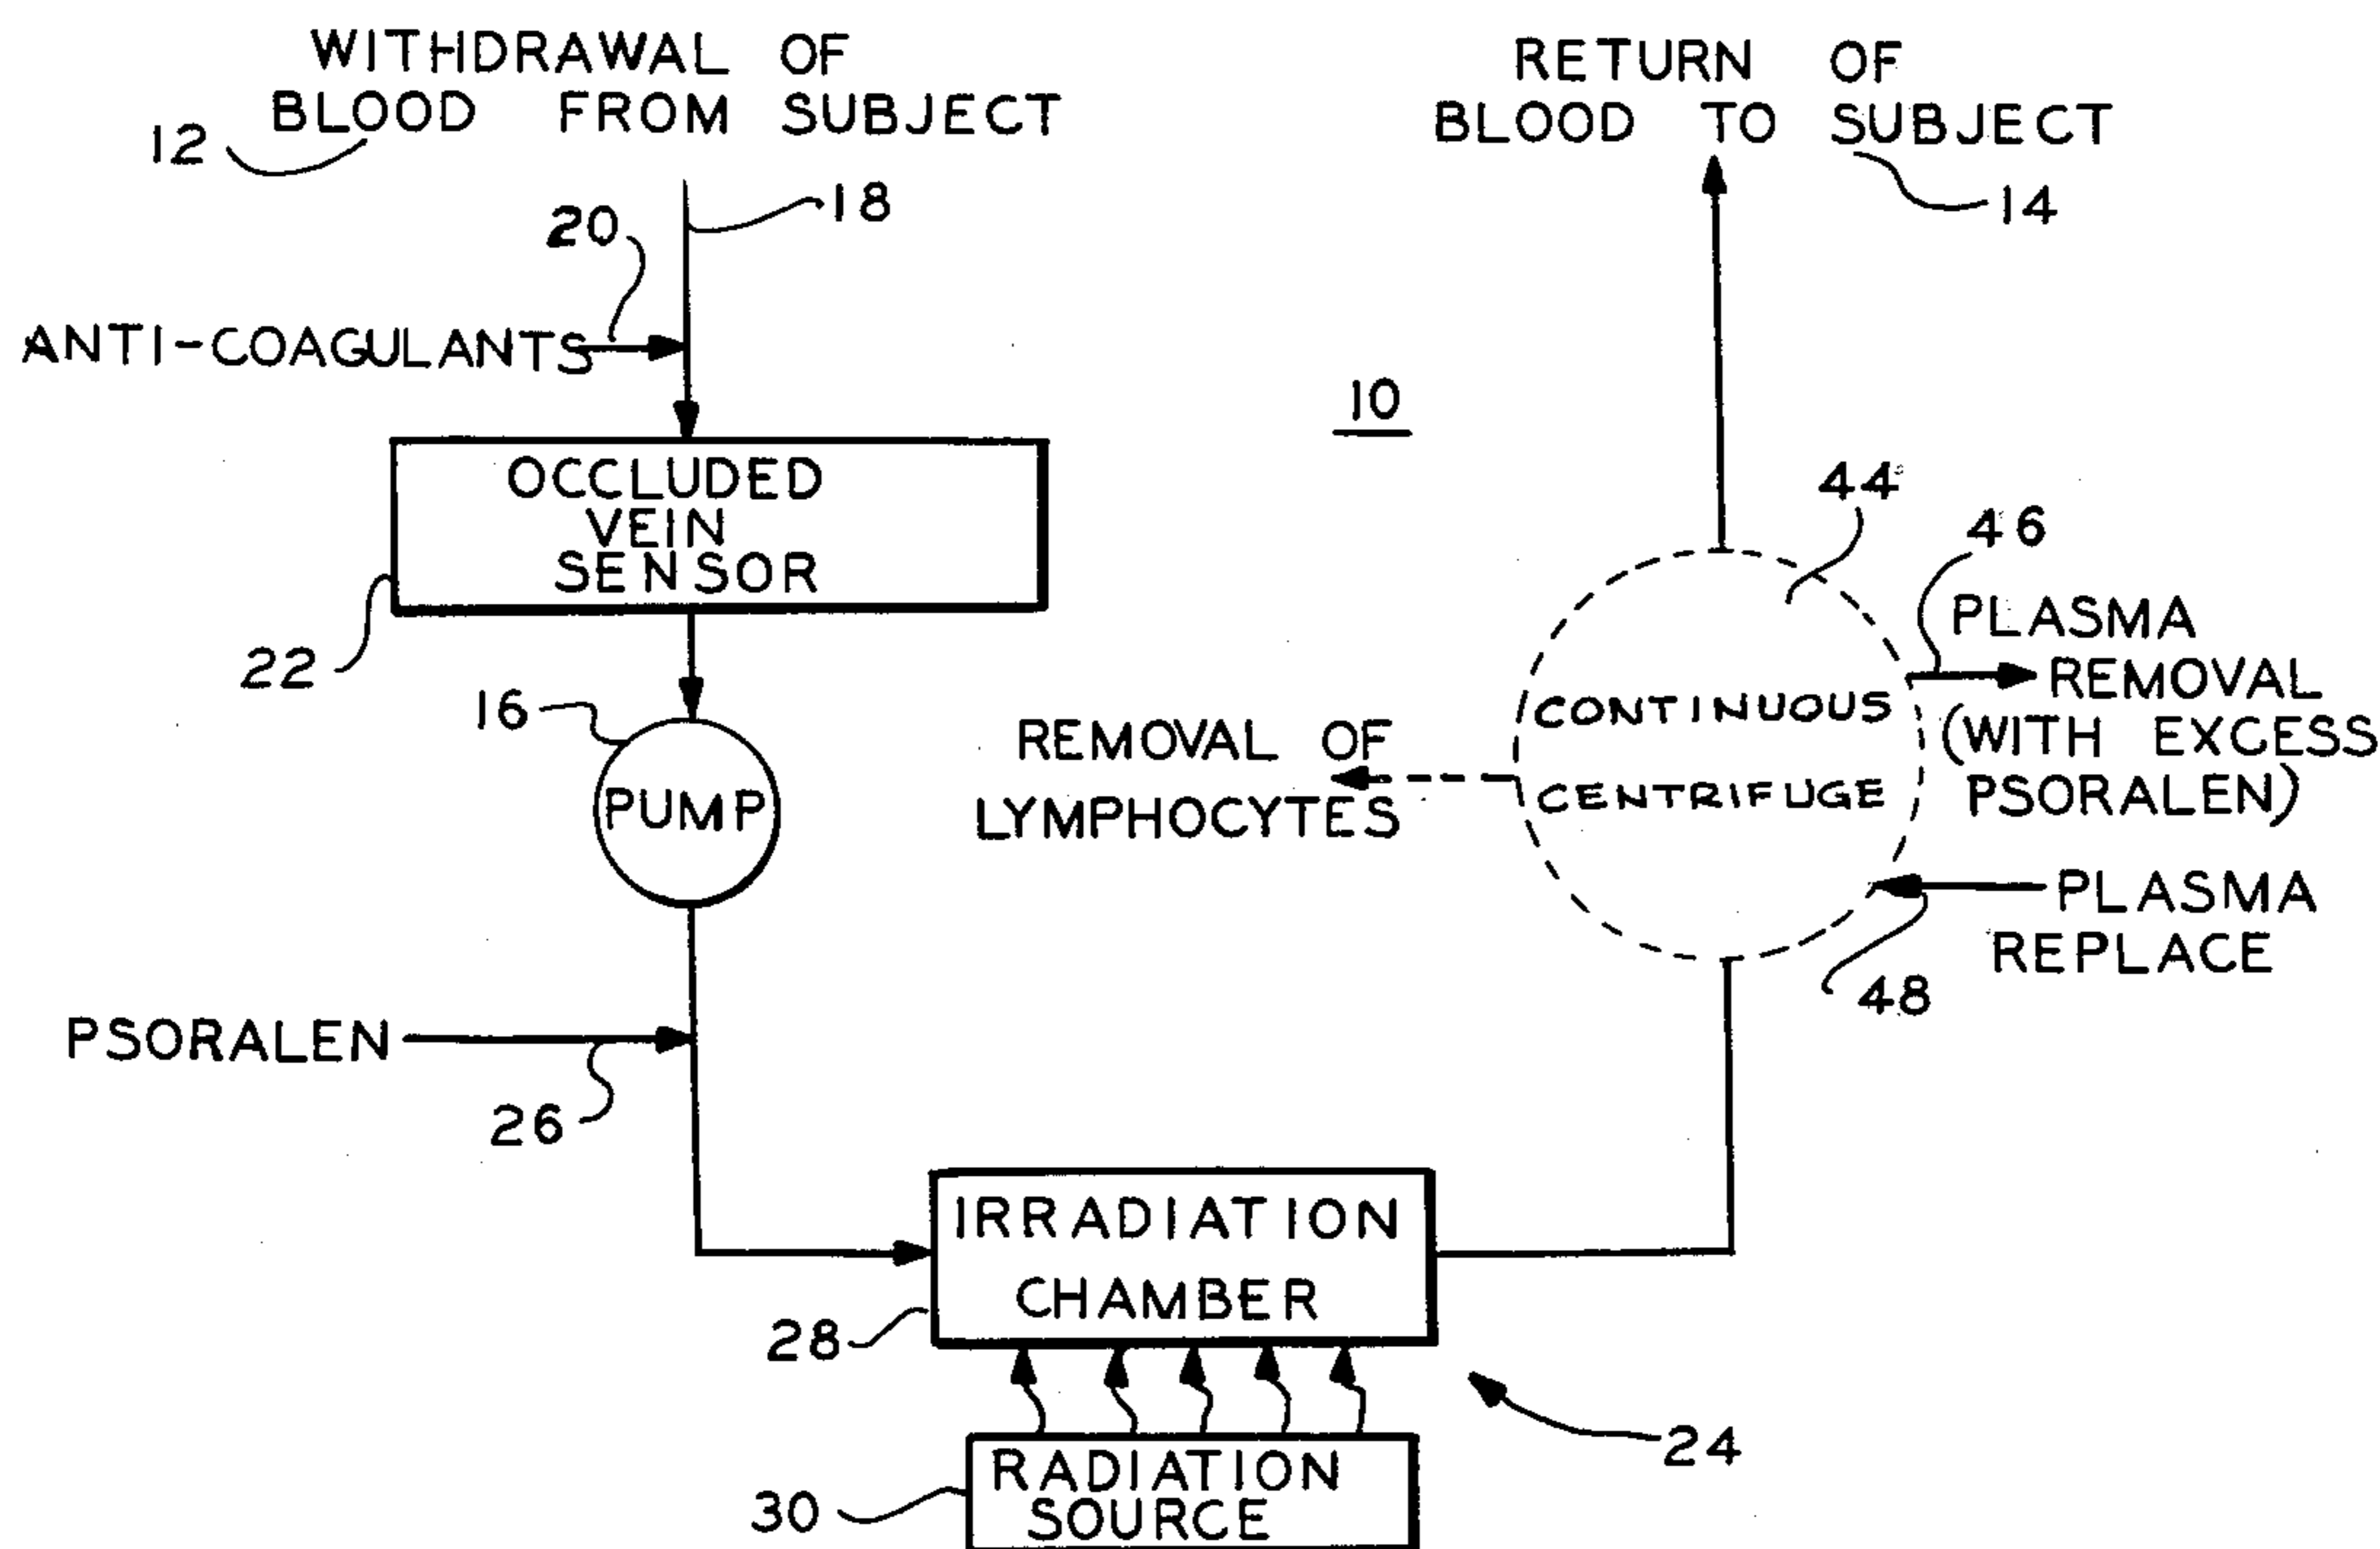 WITHDRAWAL OF
BLOOD FROM SUBJECT
12
18
20
ANTI-COAGULANTS
OCCLUDED
VEIN
SENSOR
22
16
PUMP
PSORALEN
26
IRRADIATION
CHAMBER
28
RADIATION
SOURCE
30
24
10
RETURN OF
BLOOD TO SUBJECT
14
44
46
PLASMA
REMOVAL
(WITH EXCESS
PSORALEN)
CONTINUOUS
CENTRIFUGE
REMOVAL OF
LYMPHOCYTES
PLASMA
REPLACE
48